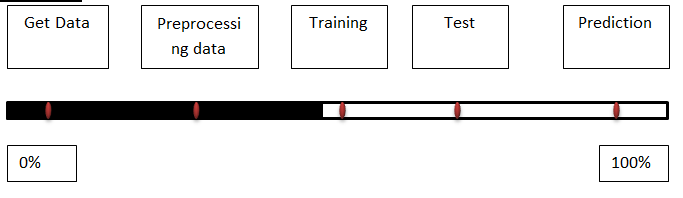 Get Data
Preprocessi
ng data
Training
Test
Prediction
0%
100%